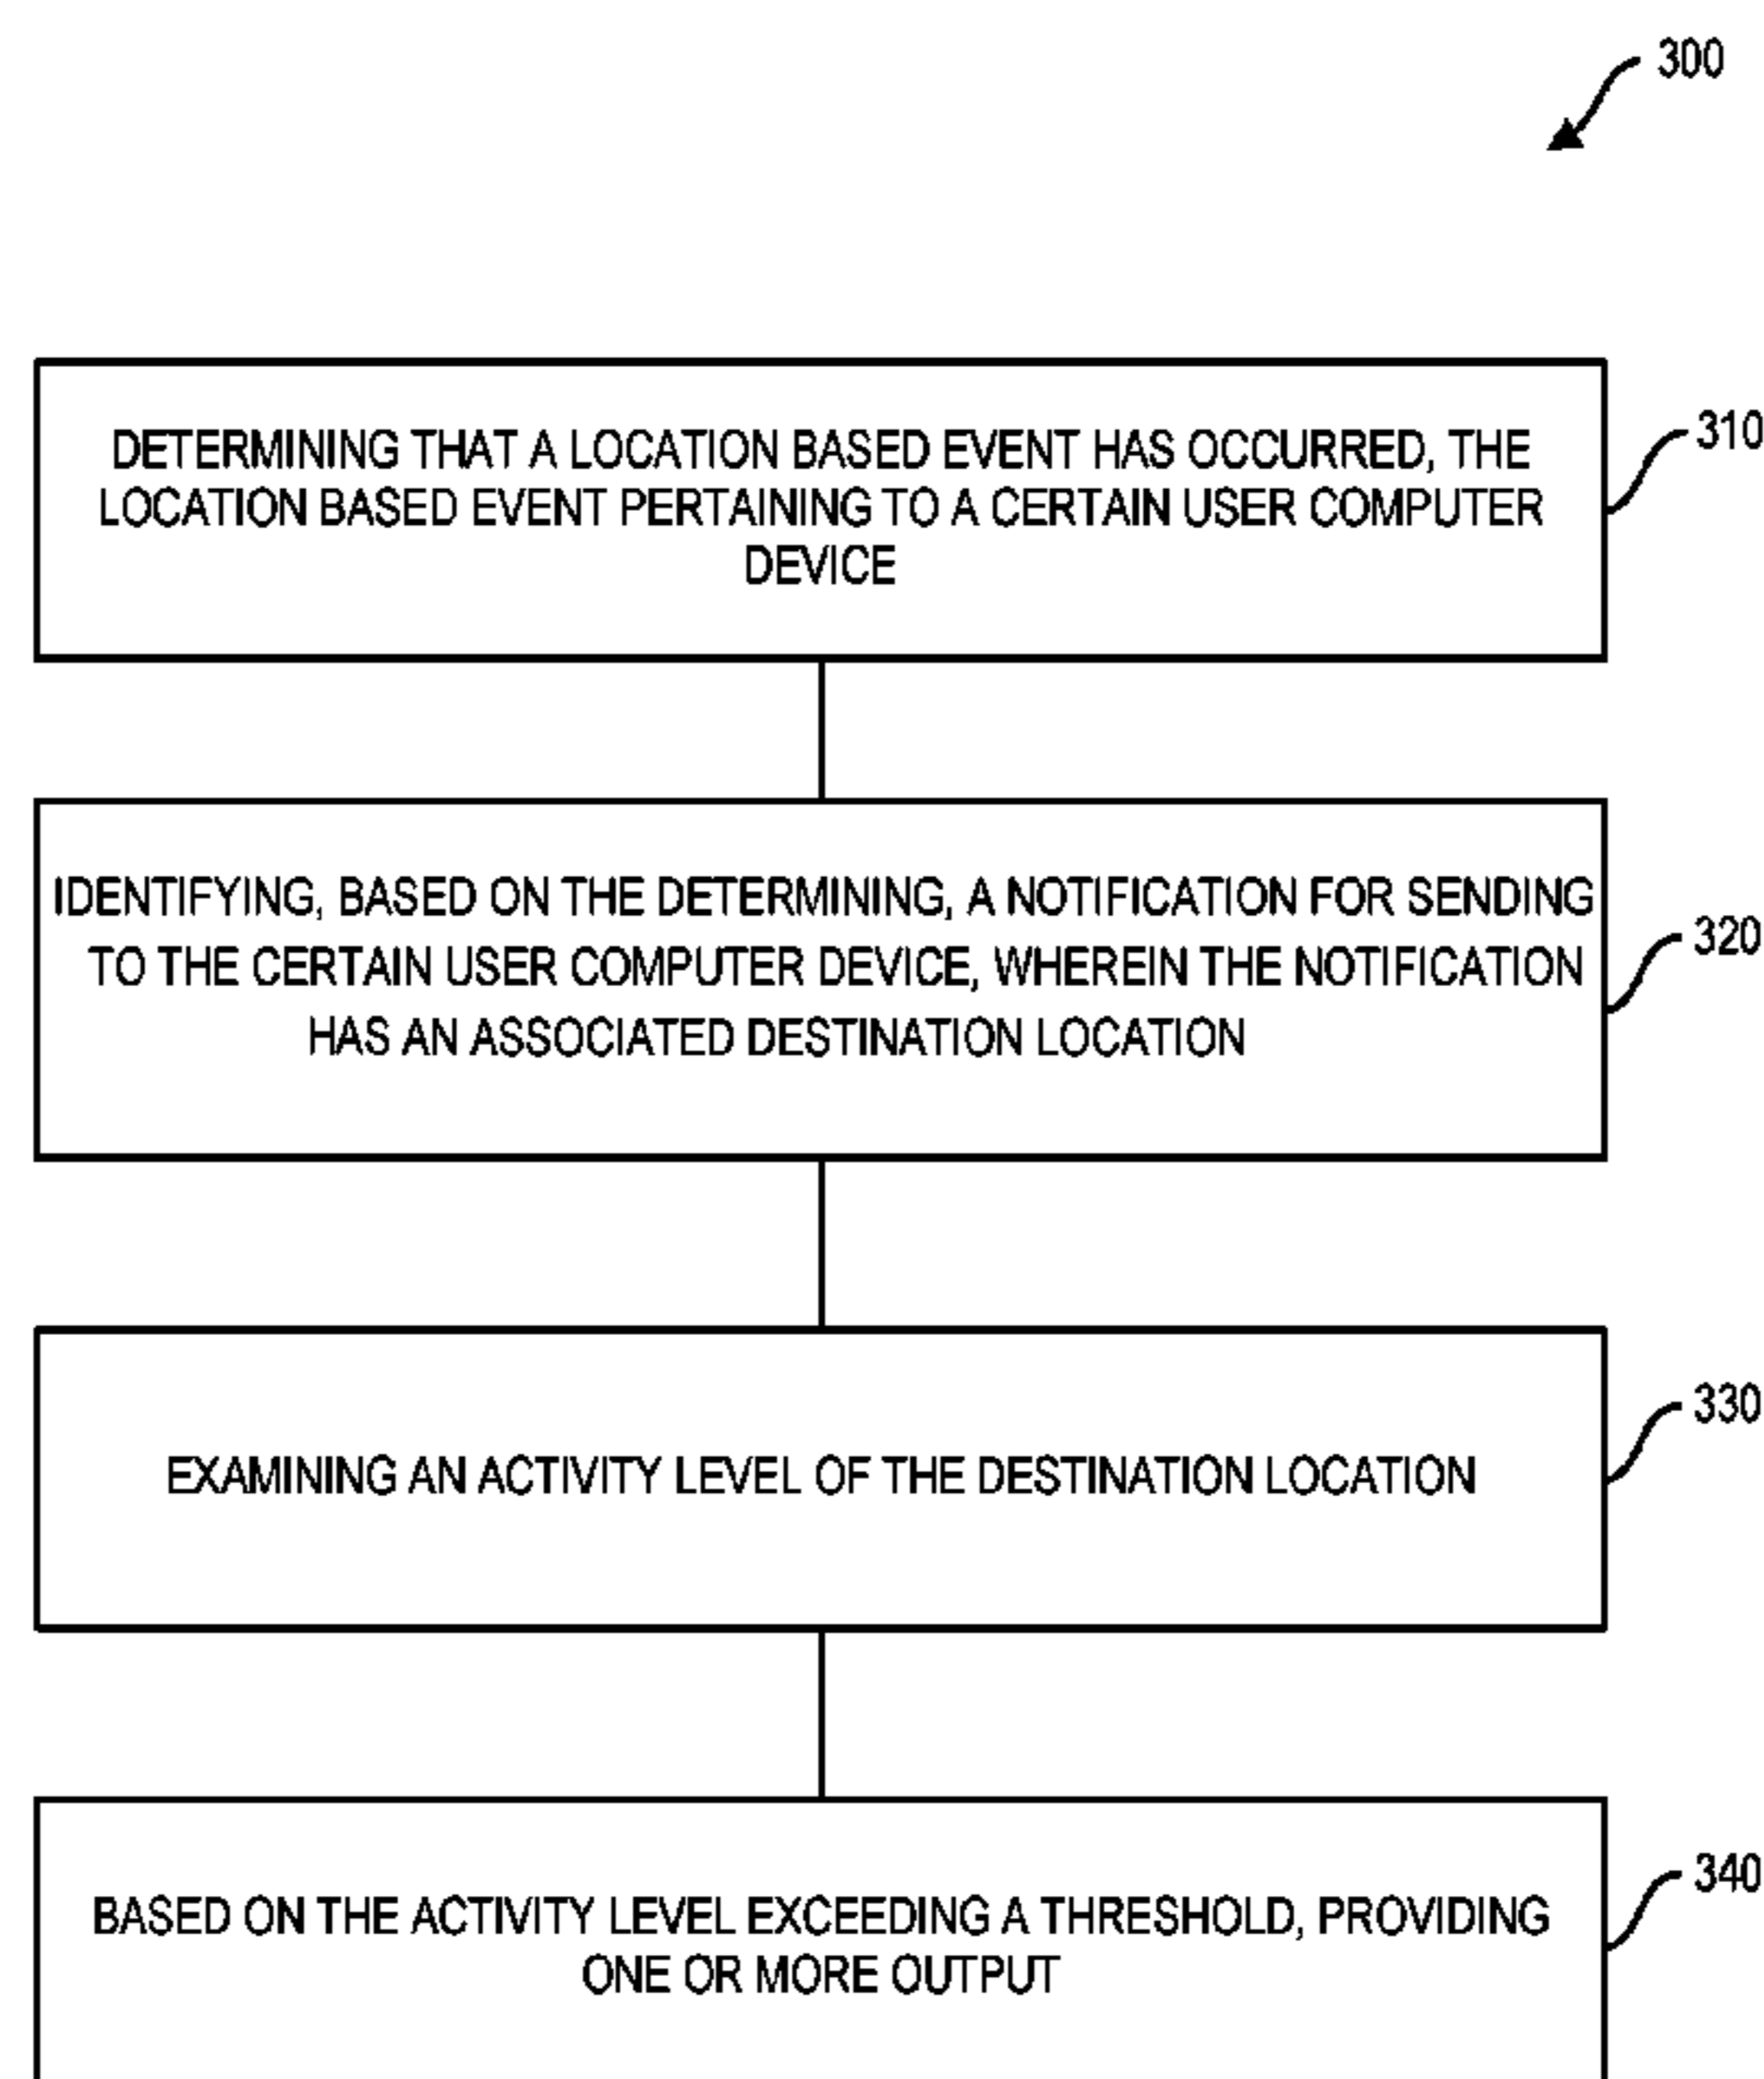 300
DETERMINING THAT A LOCATION BASED EVENT HAS OCCURRED, THE
LOCATION BASED EVENT PERTAINING TO A CERTAIN USER COMPUTER
DEVICE
310
IDENTIFYING, BASED ON THE DETERMINING, A NOTIFICATION FOR SENDING
TO THE CERTAIN USER COMPUTER DEVICE, WHEREIN THE NOTIFICATION
HAS AN ASSOCIATED DESTINATION LOCATION
320
EXAMINING AN ACTIVITY LEVEL OF THE DESTINATION LOCATION
330
BASED ON THE ACTIVITY LEVEL EXCEEDING A THRESHOLD, PROVIDING
ONE OR MORE OUTPUT
340